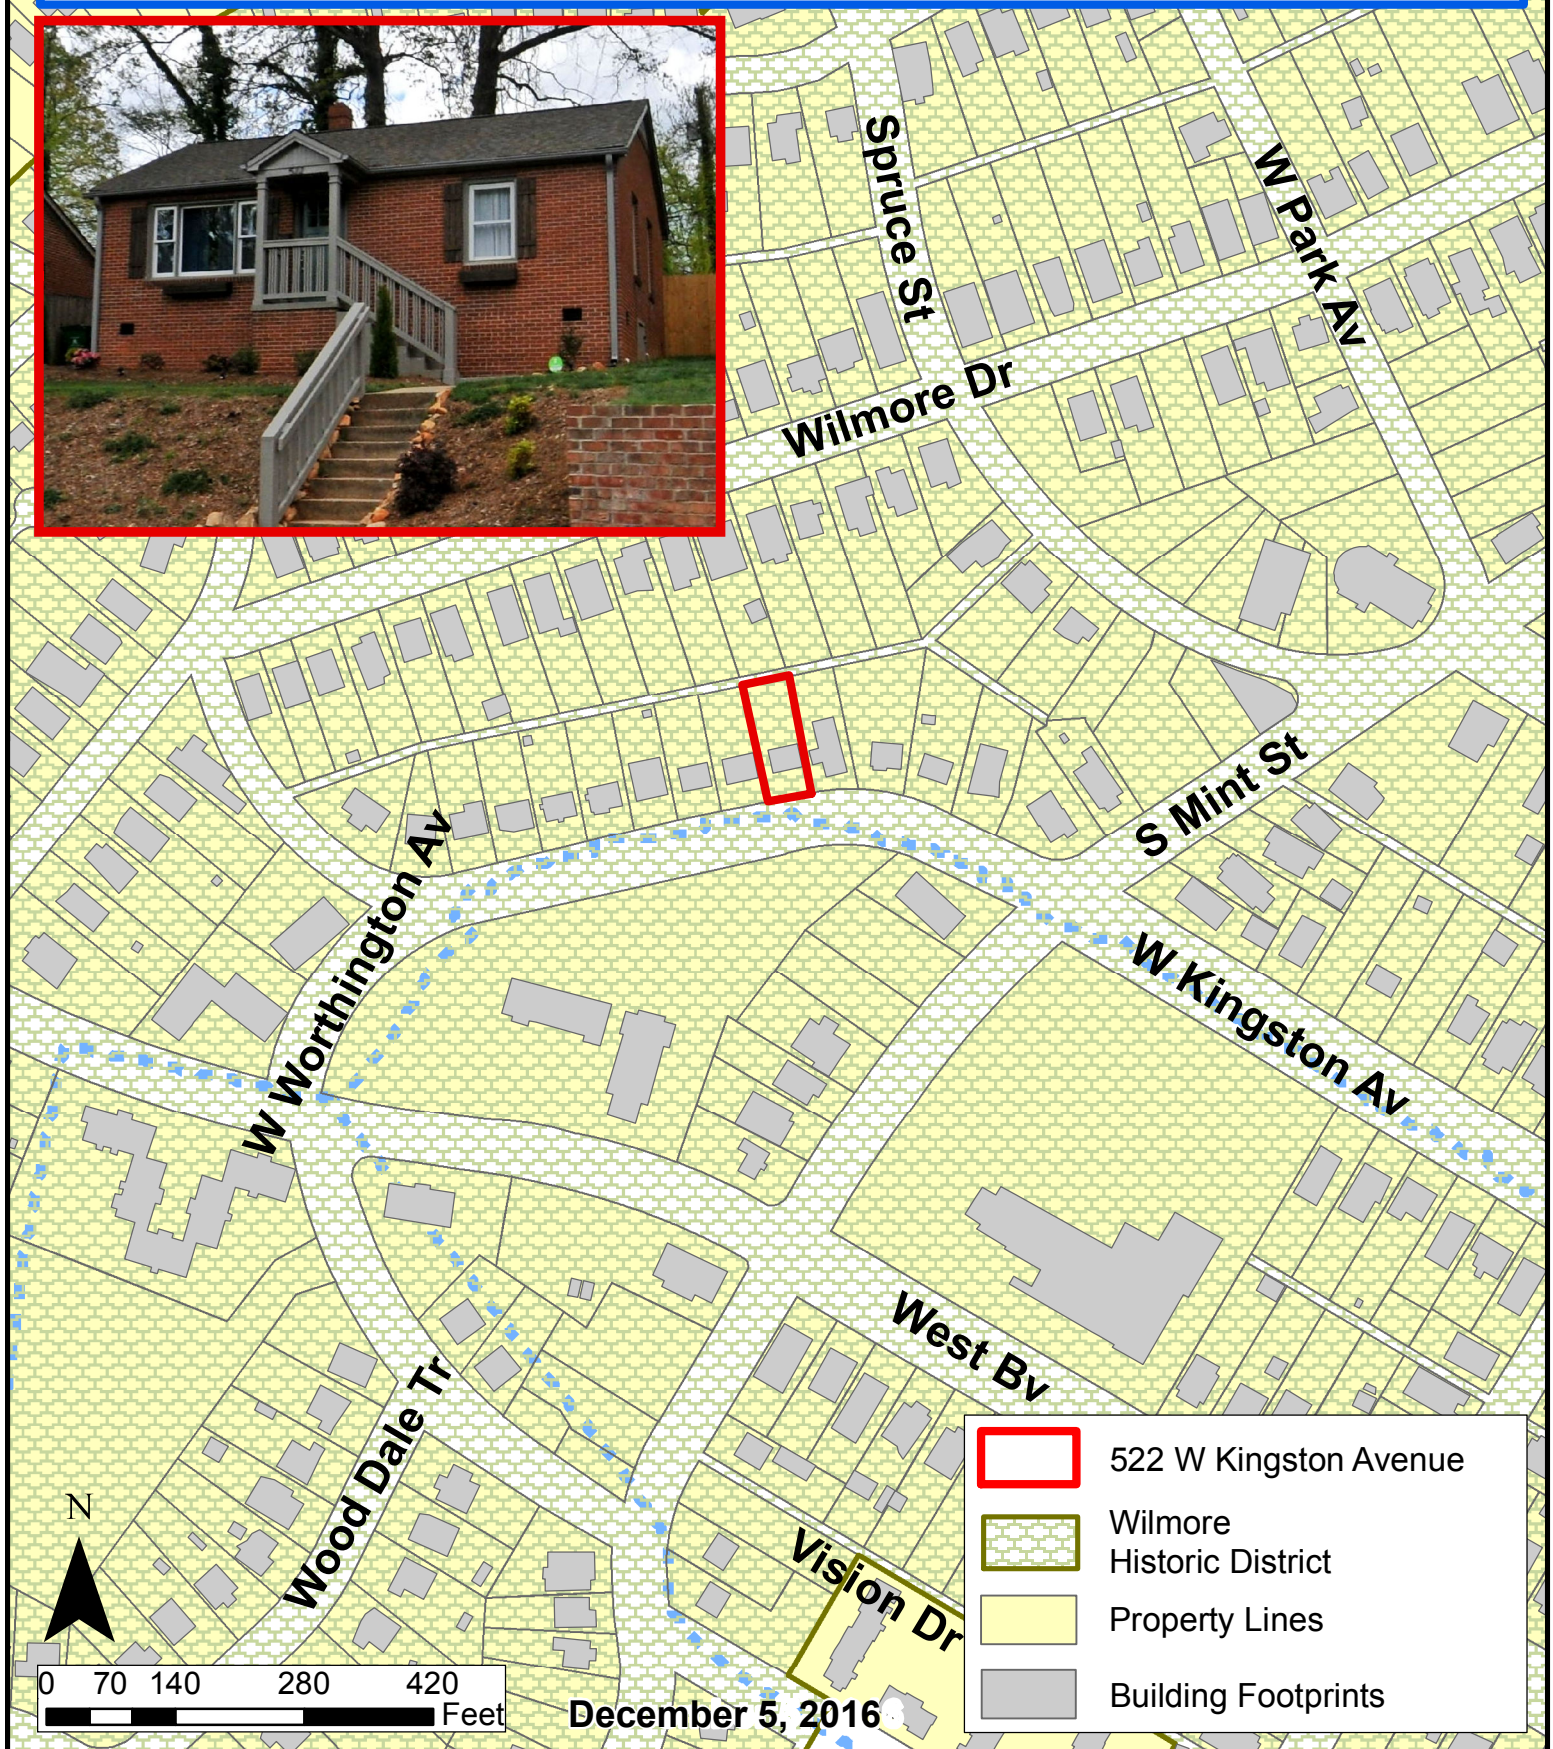 Spruce St
W Park Av
Wilmore Dr
S Mint St
W Worthington Av
W Kingston Av
West Bv
Wood Dale Tr
Vision Dr
522 W Kingston Avenue
Wilmore
Historic District
Property Lines
Building Footprints
N
0 70 140 280 420
Feet
December 5, 2016